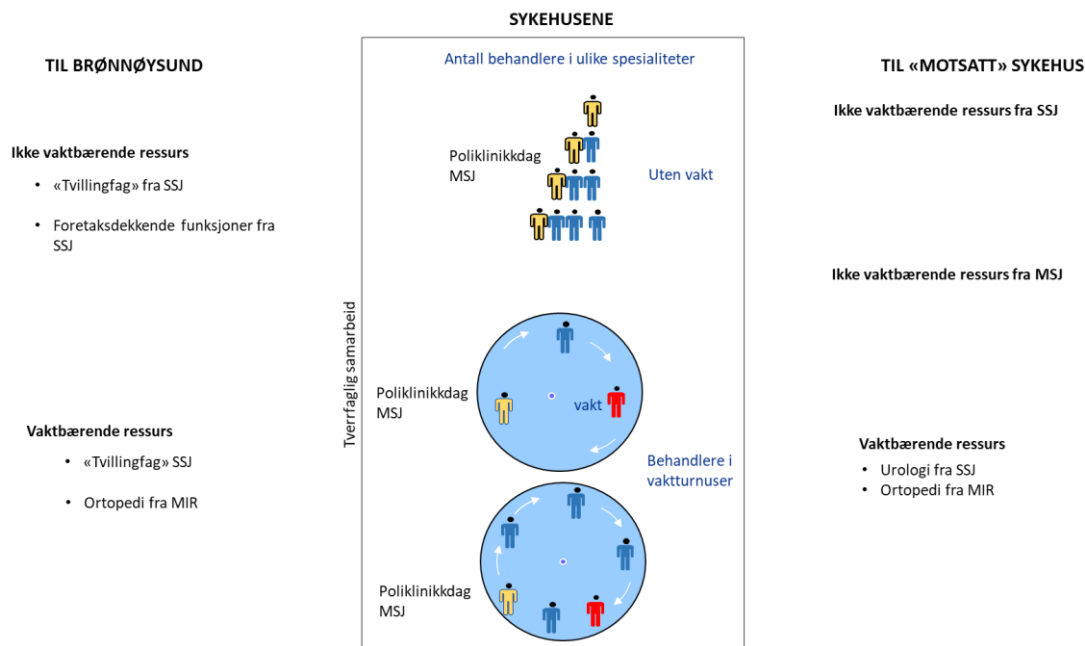 SYKEHUSENE
TIL BRØNNØYSUND
Ikke vaktbærende ressurs
• «Tvillingfag» fra SSJ
• Foretaksdekkende funksjoner fra
SSJ
Vaktbærende ressurs
• «Tvillingfag» SSJ
• Ortopedi fra MIR
Tverrfaglig samarbeid
Antall behandlere i ulike spesialiteter
Poliklinikkdag
MSJ
Uten vakt
Poliklinikkdag
MSJ
vakt
Behandlere i
vaktturnuser
Poliklinikkdag
MSJ
TIL «MOTSATT» SYKEHUS
Ikke vaktbærende ressurs fra SSJ
Ikke vaktbærende ressurs fra MSJ
Vaktbærende ressurs
• Urologi fra SSJ
• Ortopedi fra MIR